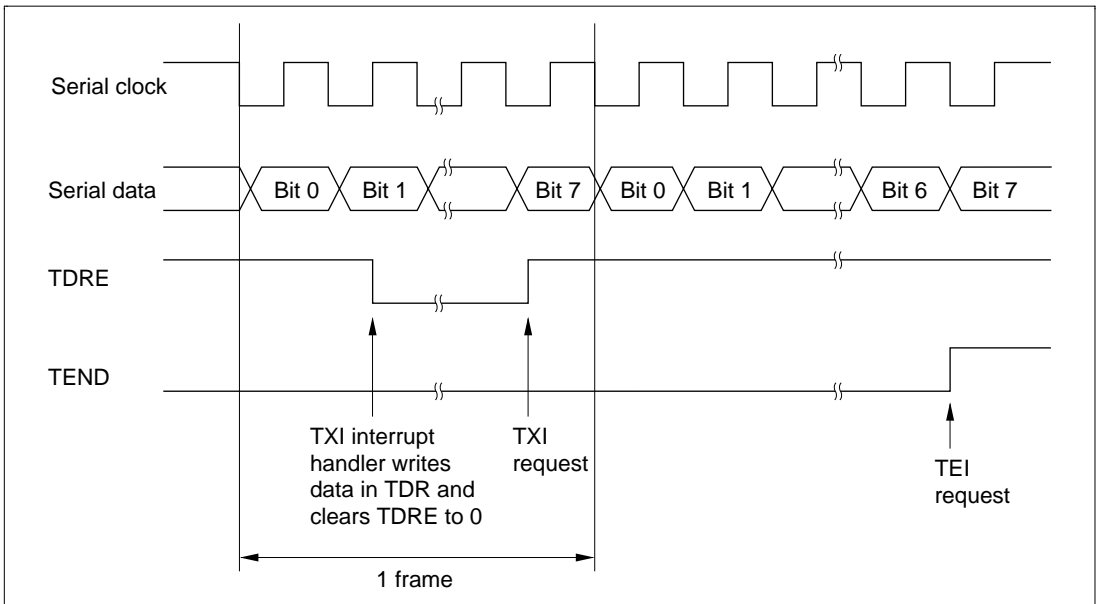 Serial clock
Serial data
Bit 0
Bit 1
Bit 7
Bit 0
Bit 1
Bit 6
Bit 7
TDRE
TEND
TXI interrupt
handler writes
data in TDR and
clears TDRE to 0
TXI
request
TEI
request
1 frame